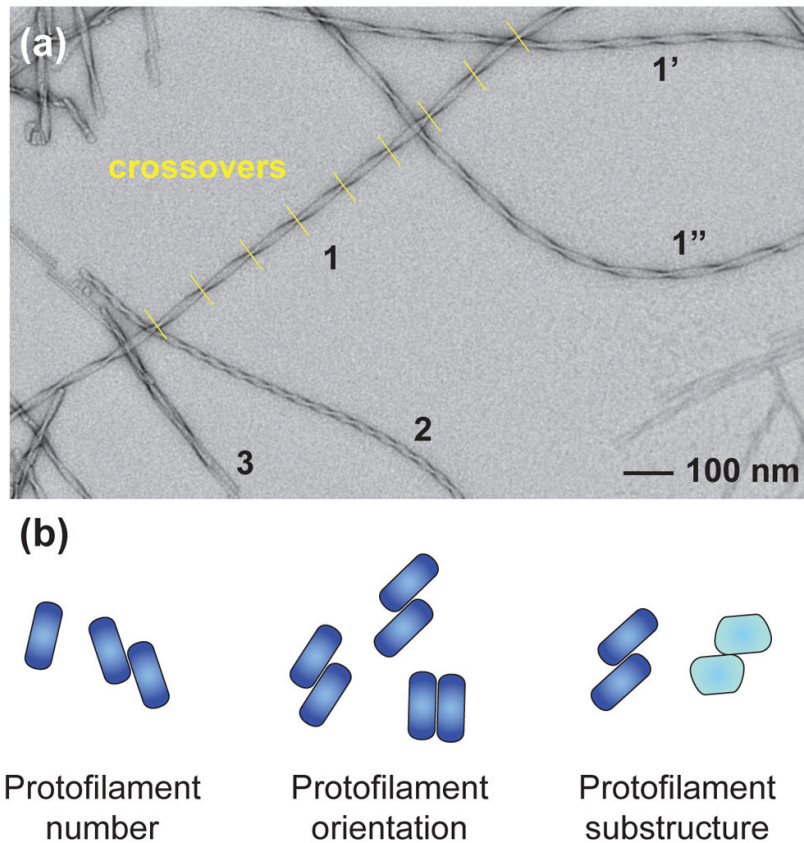 (a)
1’
crossovers
1
1”
2
3
100 nm
(b)
Protofilament
number
Protofilament
orientation
Protofilament
substructure